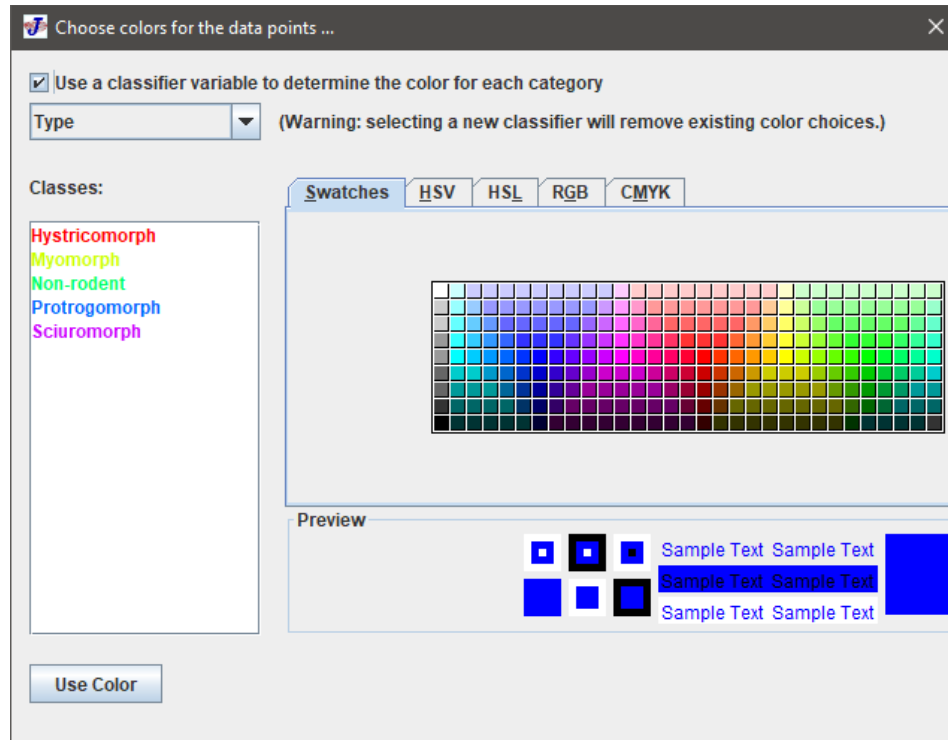 Choose colors for the data points ...
Use a classifier variable to determine the color for each category
Type
(Warning: selecting a new classifier will remove existing color choices.)
Classes:
Swatches HSV HSL RGB CMYK
Hystricomorph
Myomorph
Non-rodent
Protrogomorph
Sciuromorph
Preview
Sample Text Sample Text
Sample Text Sample Text
Sample Text Sample Text
Use Color